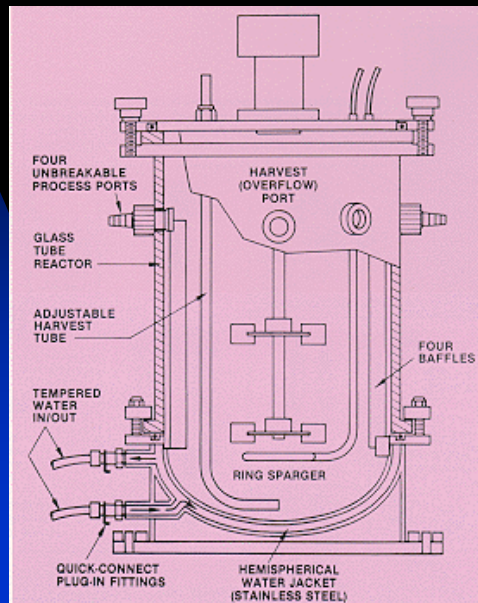 FOUR
UNBREAKABLE
PROCESS PORTS
HARVEST
(OVERFLOW)
PORT
GLASS
TUBE
REACTOR
ADJUSTABLE
HARVEST
TUBE
FOUR
BAFFLES
TEMPERED
WATER
IN/OUT
RING SPARGER
QUICK-CONNECT
PLUG-IN FITTINGS
HEMISPHERICAL
WATER JACKET
(STAINLESS STEEL)